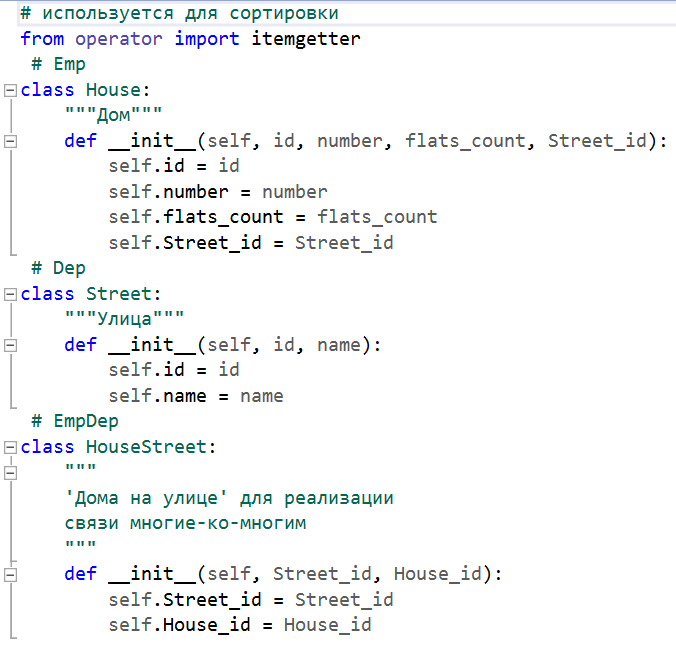 # используется для сортировки
from operator import itemgetter
# Emp
class House:
"""Дом"""
def __init__(self, id, number, flats_count, Street_id):
self.id = id
self.number = number
self.flats_count = flats_count
self.Street_id = Street_id
# Dep
class Street:
"""Улица"""
def __init__(self, id, name):
self.id = id
self.name = name
# EmpDep
class HouseStreet:
"""
'Дома на улице' для реализации
связи многие-ко-многим
"""
def __init__(self, Street_id, House_id):
self.Street_id = Street_id
self.House_id = House_id